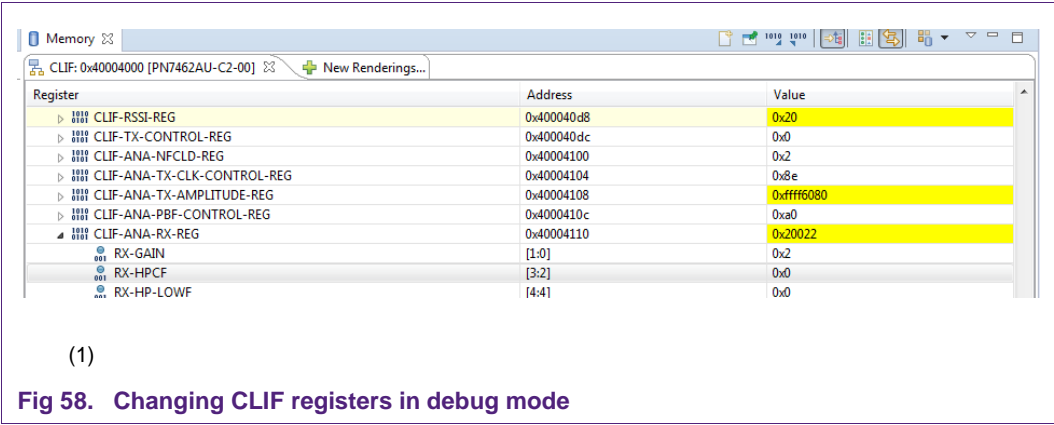 Memory
CLIF: 0x40004000 [PN7462AU-C2-00] New Renderings...
Register Address Value
CLIF-RSSI-REG 0x400040d8 0x20
CLIF-TX-CONTROL-REG 0x400040dc 0x0
CLIF-ANA-NFCLD-REG 0x40004100 0x2
CLIF-ANA-TX-CLK-CONTROL-REG 0x40004104 0x8e
CLIF-ANA-TX-AMPLITUDE-REG 0x40004108 0xffff6080
CLIF-ANA-PBF-CONTROL-REG 0x4000410c 0xa0
CLIF-ANA-RX-REG 0x40004110 0x20022
RX-GAIN [1:0] 0x2
RX-HPCF [3:2] 0x0
RX-HP-LOWF [4:4] 0x0
(1)
Fig 58. Changing CLIF registers in debug mode